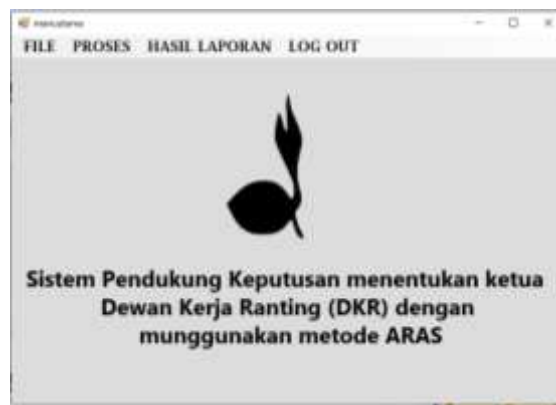 menuutama
FILE PROSES HASIL LAPORAN LOG OUT
Sistem Pendukung Keputusan menentukan ketua
Dewan Kerja Ranting (DKR) dengan
munggunakan metode ARAS